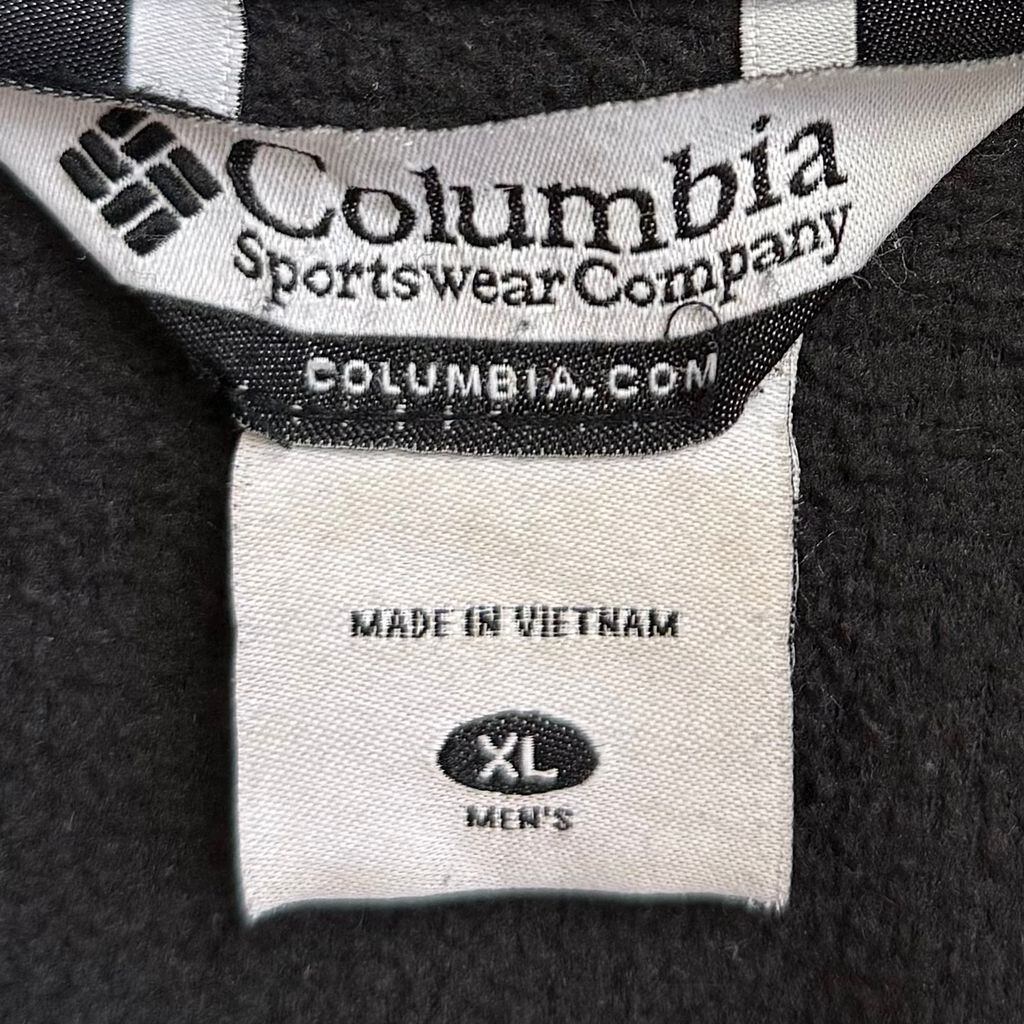 Columbia
Sportswear Company
COLUMBIA.COM
MADE IN VIETNAM
XL
MEN'S